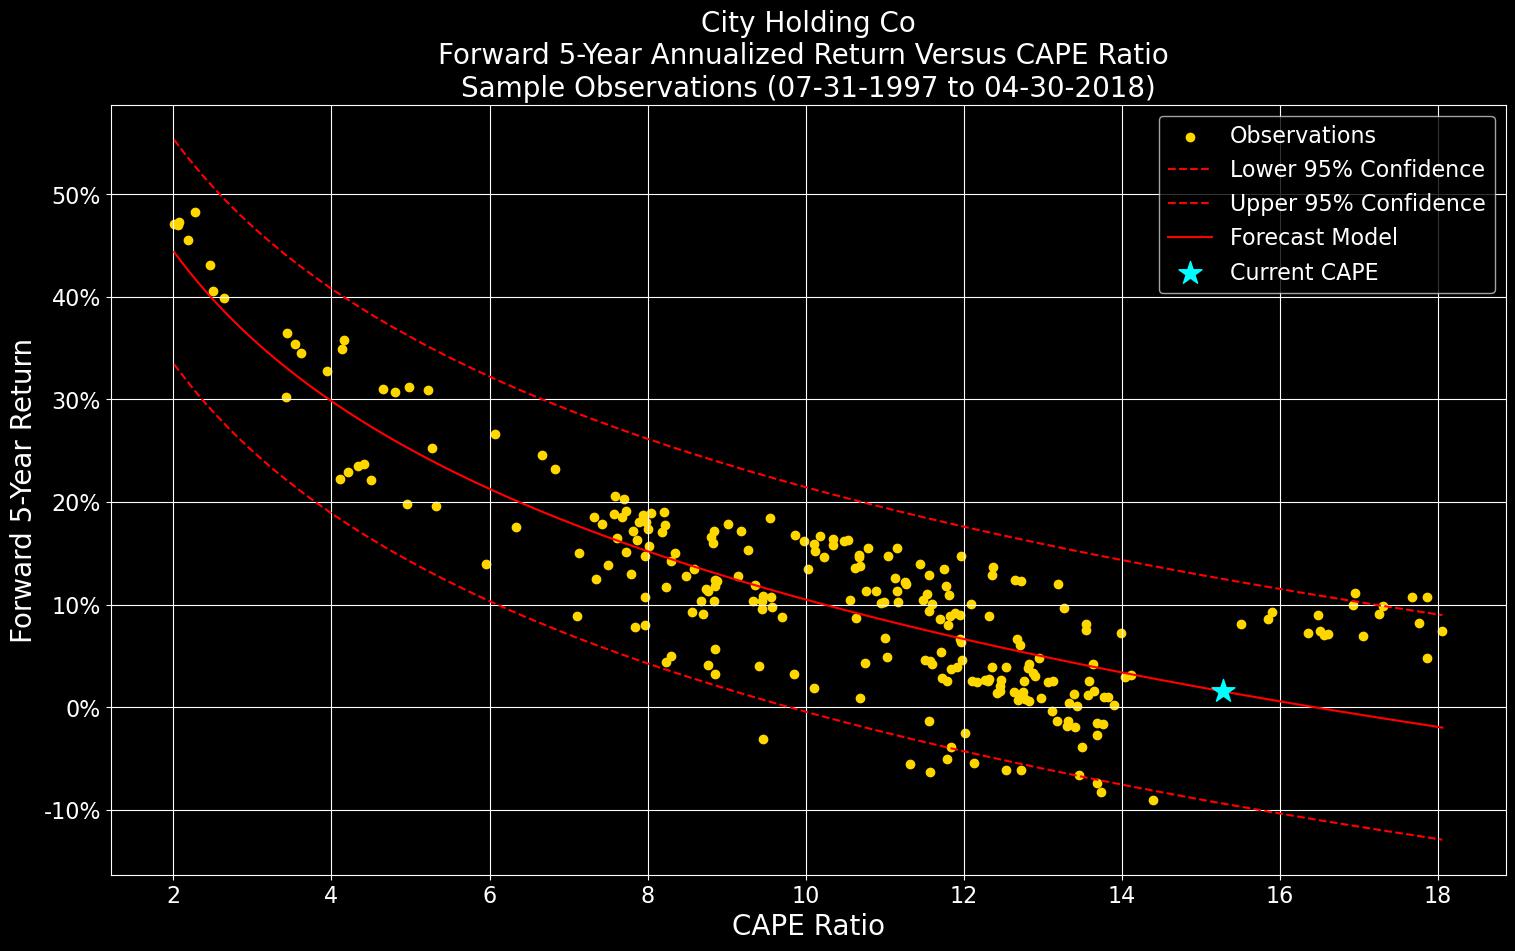 City Holding Co
Forward 5-Year Annualized Return Versus CAPE Ratio
Sample Observations (07-31-1997 to 04-30-2018)
Observations
Lower 95% Confidence
Upper 95% Confidence
Forecast Model
Current CAPE
Forward 5-Year Return
50%
40%
30%
20%
10%
0%
-10%
2 4 6 8 10 12 14 16 18
CAPE Ratio